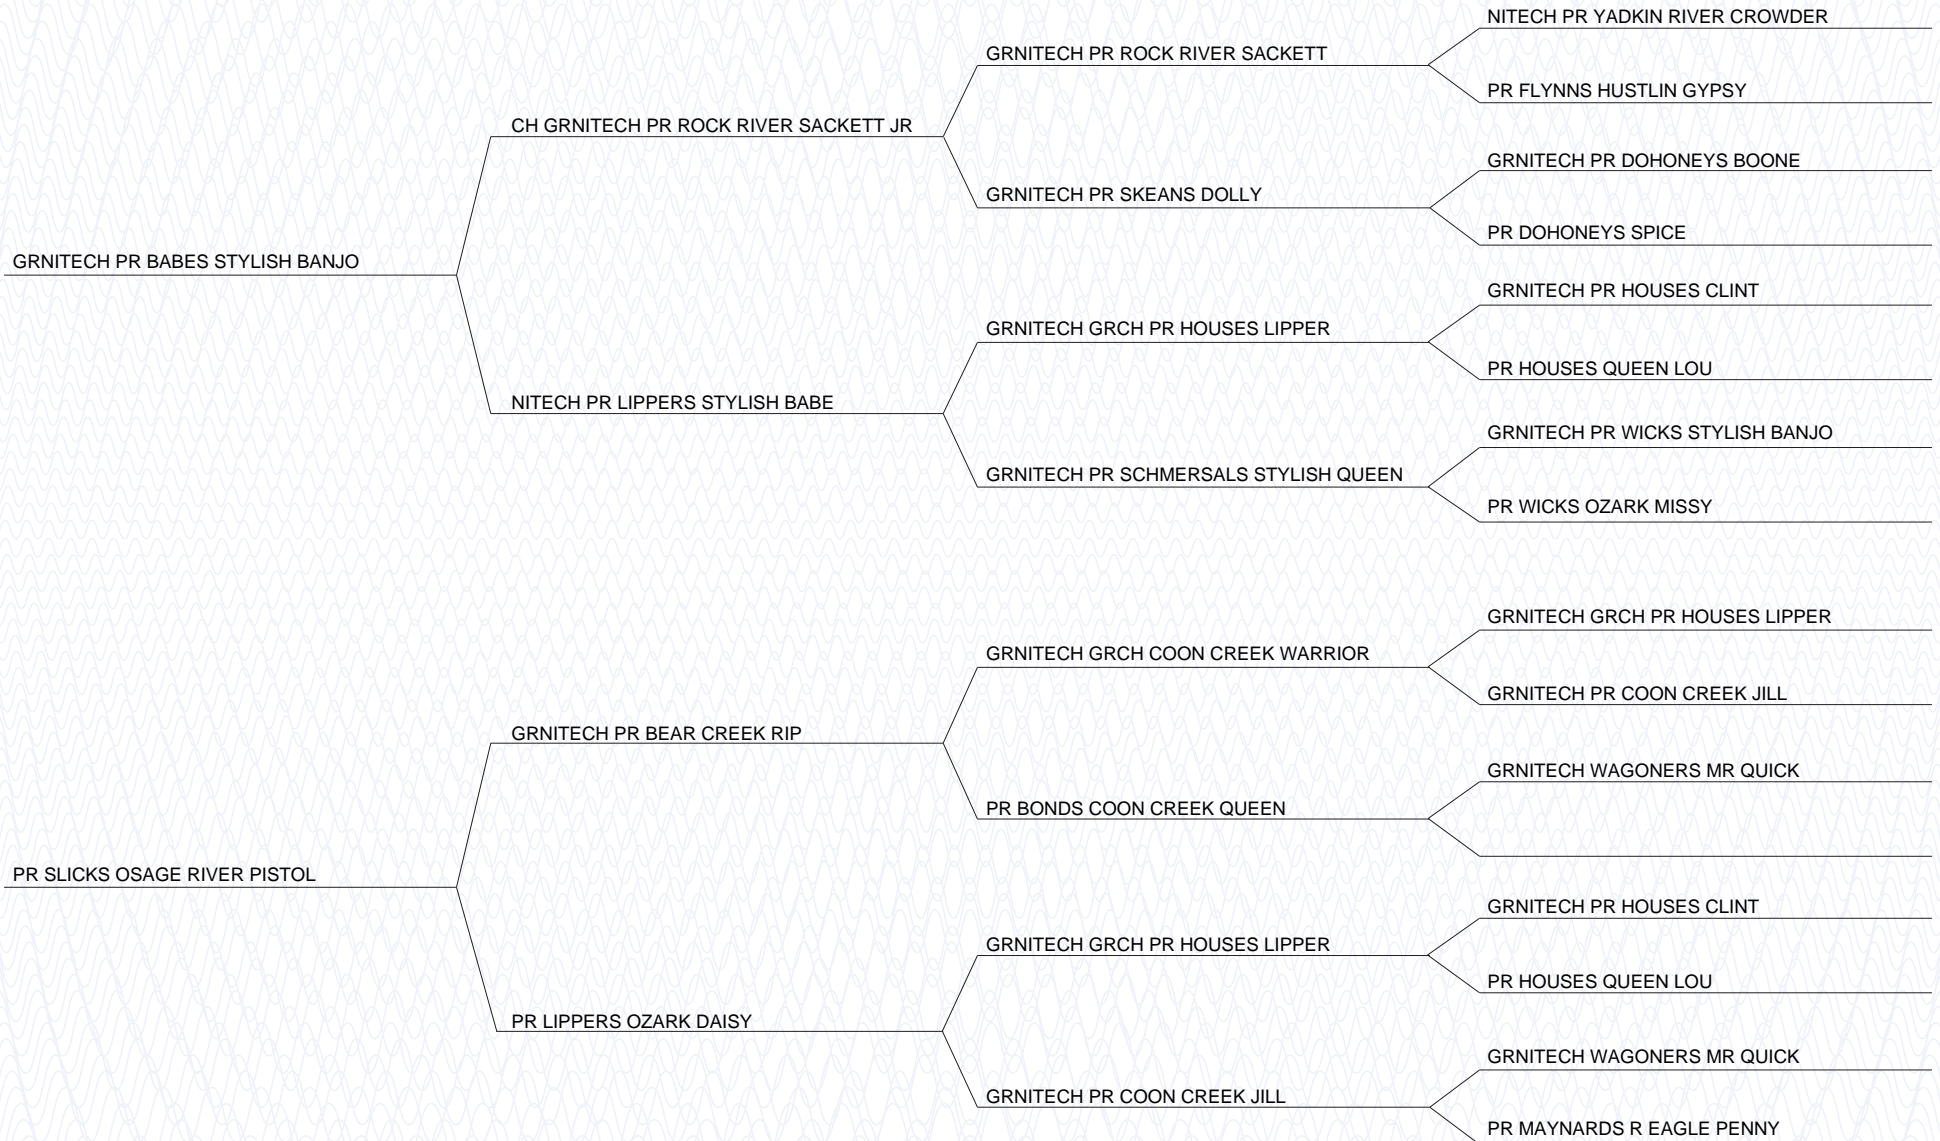 NITECH PR YADKIN RIVER CROWDER
GRNITECH PR ROCK RIVER SACKETT
PR FLYNNS HUSTLIN GYPSY
CH GRNITECH PR ROCK RIVER SACKETT JR
GRNITECH PR DOHONEYS BOONE
GRNITECH PR SKEANS DOLLY
PR DOHONEYS SPICE
GRNITECH PR BABES STYLISH BANJO
GRNITECH PR HOUSES CLINT
GRNITECH GRCH PR HOUSES LIPPER
PR HOUSES QUEEN LOU
NITECH PR LIPPERS STYLISH BABE
GRNITECH PR WICKS STYLISH BANJO
GRNITECH PR SCHMERSALS STYLISH QUEEN
PR WICKS OZARK MISSY
GRNITECH GRCH PR HOUSES LIPPER
GRNITECH GRCH COON CREEK WARRIOR
GRNITECH PR COON CREEK JILL
GRNITECH PR BEAR CREEK RIP
GRNITECH WAGONERS MR QUICK
PR BONDS COON CREEK QUEEN
PR SLICKS OSAGE RIVER PISTOL
GRNITECH PR HOUSES CLINT
GRNITECH GRCH PR HOUSES LIPPER
PR HOUSES QUEEN LOU
PR LIPPERS OZARK DAISY
GRNITECH WAGONERS MR QUICK
GRNITECH PR COON CREEK JILL
PR MAYNARDS R EAGLE PENNY